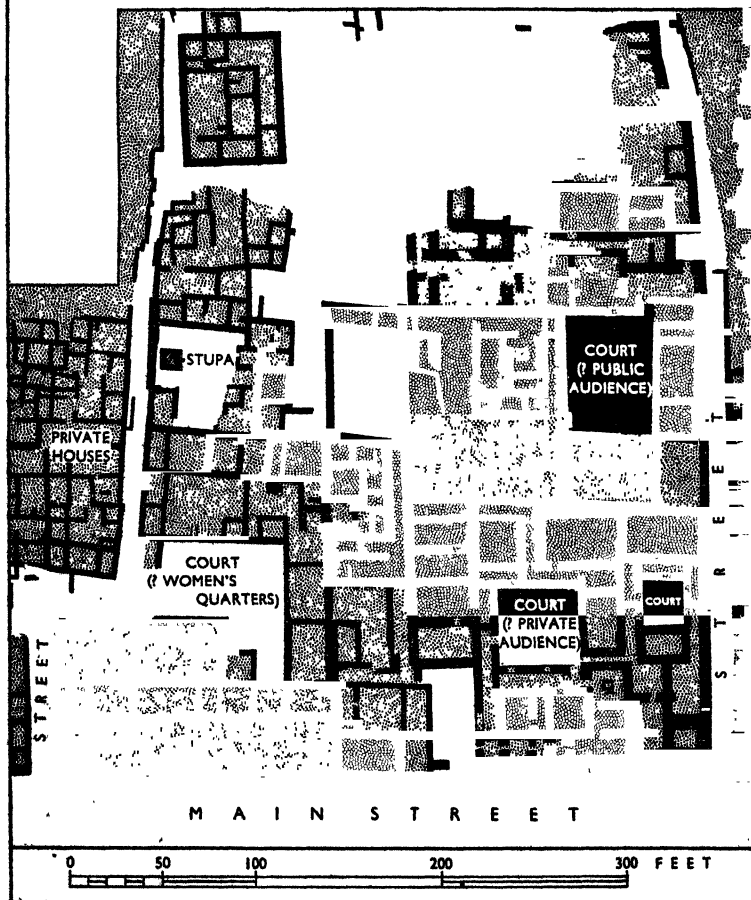 COURT
(? PUBLIC
AUDIENCE)
STUPA
PRIVATE
HOUSES
COURT
(? WOMEN'S
QUARTERS)
COURT
(? PRIVATE
AUDIENCE)
COURT
STREET
STREET
MAIN STREET
0 50 100 200 300 FEET